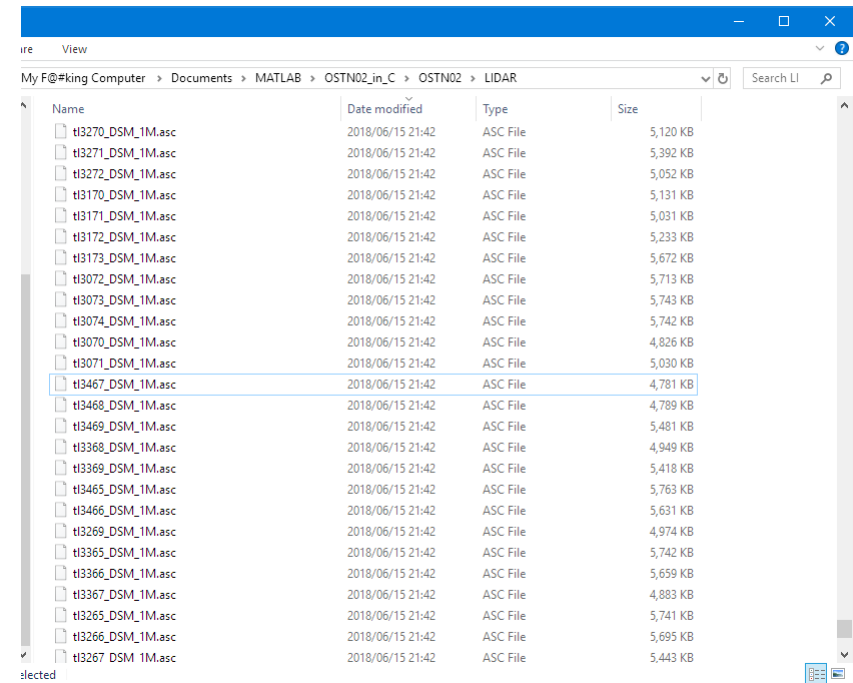 ire View
My F@#king Computer > Documents > MATLAB > OSTN02_in_C > OSTN02 > LIDAR Search LI
Name Date modified Type Size
tl3270_DSM_1M.asc 2018/06/15 21:42 ASC File 5,120 KB
tl3271_DSM_1M.asc 2018/06/15 21:42 ASC File 5,392 KB
tl3272_DSM_1M.asc 2018/06/15 21:42 ASC File 5,052 KB
tl3170_DSM_1M.asc 2018/06/15 21:42 ASC File 5,131 KB
tl3171_DSM_1M.asc 2018/06/15 21:42 ASC File 5,031 KB
tl3172_DSM_1M.asc 2018/06/15 21:42 ASC File 5,233 KB
tl3173_DSM_1M.asc 2018/06/15 21:42 ASC File 5,672 KB
tl3072_DSM_1M.asc 2018/06/15 21:42 ASC File 5,713 KB
tl3073_DSM_1M.asc 2018/06/15 21:42 ASC File 5,743 KB
tl3074_DSM_1M.asc 2018/06/15 21:42 ASC File 5,742 KB
tl3070_DSM_1M.asc 2018/06/15 21:42 ASC File 4,826 KB
tl3071_DSM_1M.asc 2018/06/15 21:42 ASC File 5,030 KB
tl3467_DSM_1M.asc 2018/06/15 21:42 ASC File 4,781 KB
tl3468_DSM_1M.asc 2018/06/15 21:42 ASC File 4,789 KB
tl3469_DSM_1M.asc 2018/06/15 21:42 ASC File 5,481 KB
tl3368_DSM_1M.asc 2018/06/15 21:42 ASC File 4,949 KB
tl3369_DSM_1M.asc 2018/06/15 21:42 ASC File 5,418 KB
tl3465_DSM_1M.asc 2018/06/15 21:42 ASC File 5,763 KB
tl3466_DSM_1M.asc 2018/06/15 21:42 ASC File 5,631 KB
tl3269_DSM_1M.asc 2018/06/15 21:42 ASC File 4,974 KB
tl3365_DSM_1M.asc 2018/06/15 21:42 ASC File 5,742 KB
tl3366_DSM_1M.asc 2018/06/15 21:42 ASC File 5,659 KB
tl3367_DSM_1M.asc 2018/06/15 21:42 ASC File 4,883 KB
tl3265_DSM_1M.asc 2018/06/15 21:42 ASC File 5,741 KB
tl3266_DSM_1M.asc 2018/06/15 21:42 ASC File 5,695 KB
tl3267_DSM_1M.asc 2018/06/15 21:42 ASC File 5,443 KB
elected